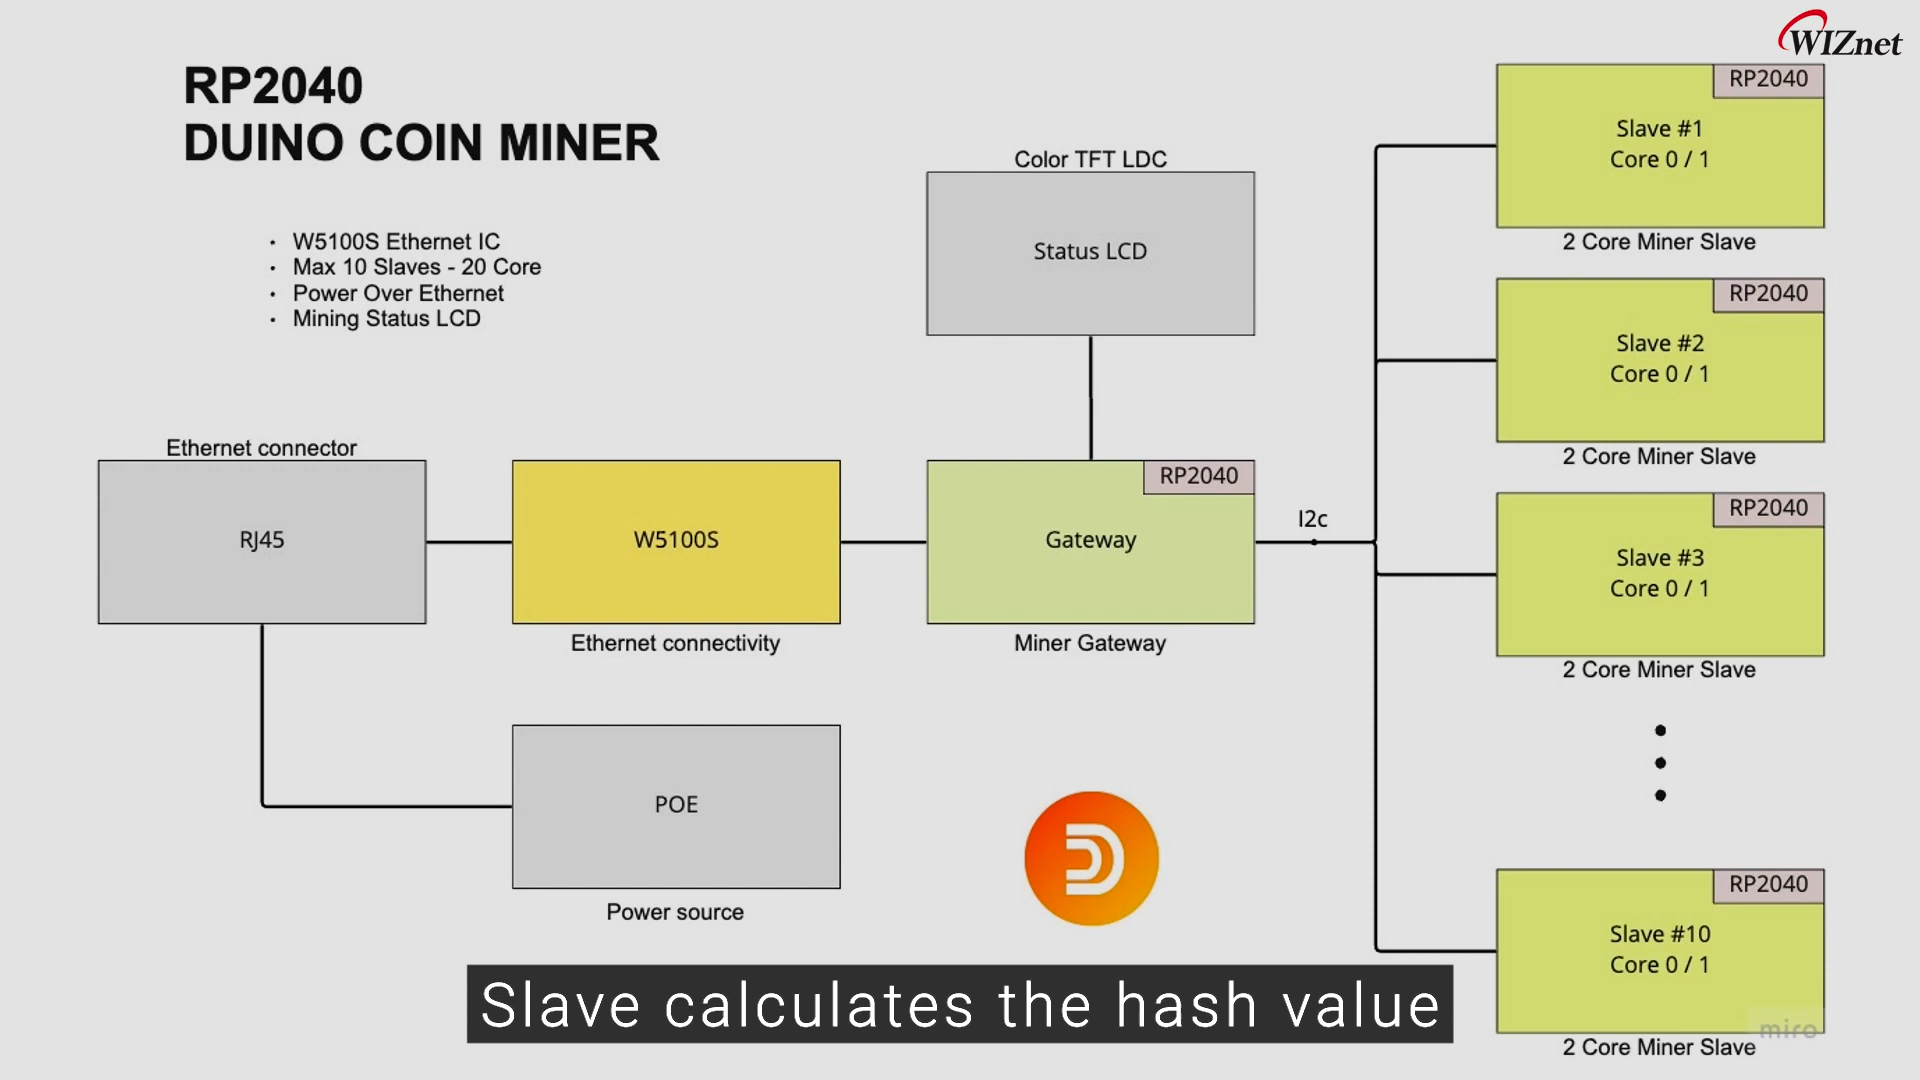 WIZnet
RP2040
DUINO COIN MINER
• W5100S Ethernet IC
• Max 10 Slaves - 20 Core
• Power Over Ethernet
• Mining Status LCD
Color TFT LDC
Status LCD
Ethernet connector
RJ45
W5100S
Ethernet connectivity
RP2040
Gateway
Miner Gateway
I2c
POE
Power source
RP2040
Slave #1
Core 0 / 1
2 Core Miner Slave
RP2040
Slave #2
Core 0 / 1
2 Core Miner Slave
RP2040
Slave #3
Core 0 / 1
2 Core Miner Slave
RP2040
Slave #10
Core 0 / 1
miro
2 Core Miner Slave
Slave calculates the hash value